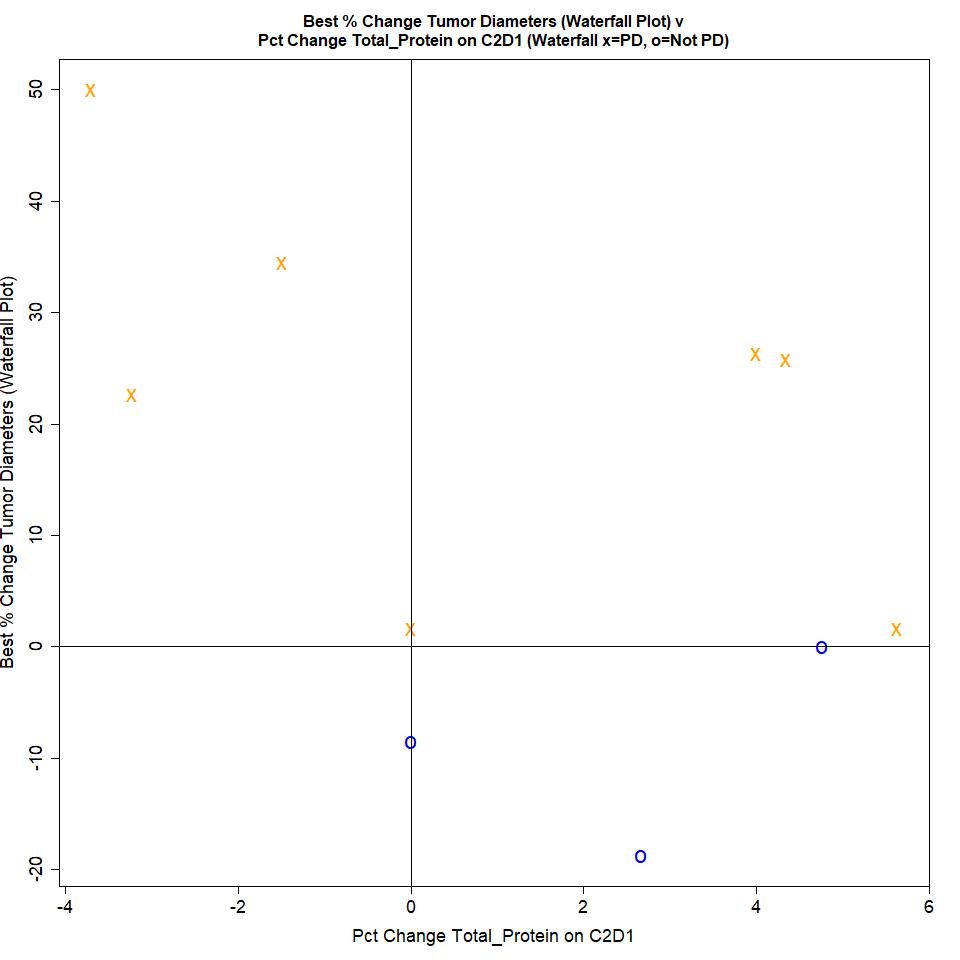 Best % Change Tumor Diameters (Waterfall Plot) v
Pct Change Total_Protein on C2D1 (Waterfall x=PD, o=Not PD)
Best % Change Tumor Diameters (Waterfall Plot)
50
40
30
20
10
0
-10
-20
X
X
X
X
X
X
X
O
O
O
-4
-2
0
2
4
6
Pct Change Total_Protein on C2D1